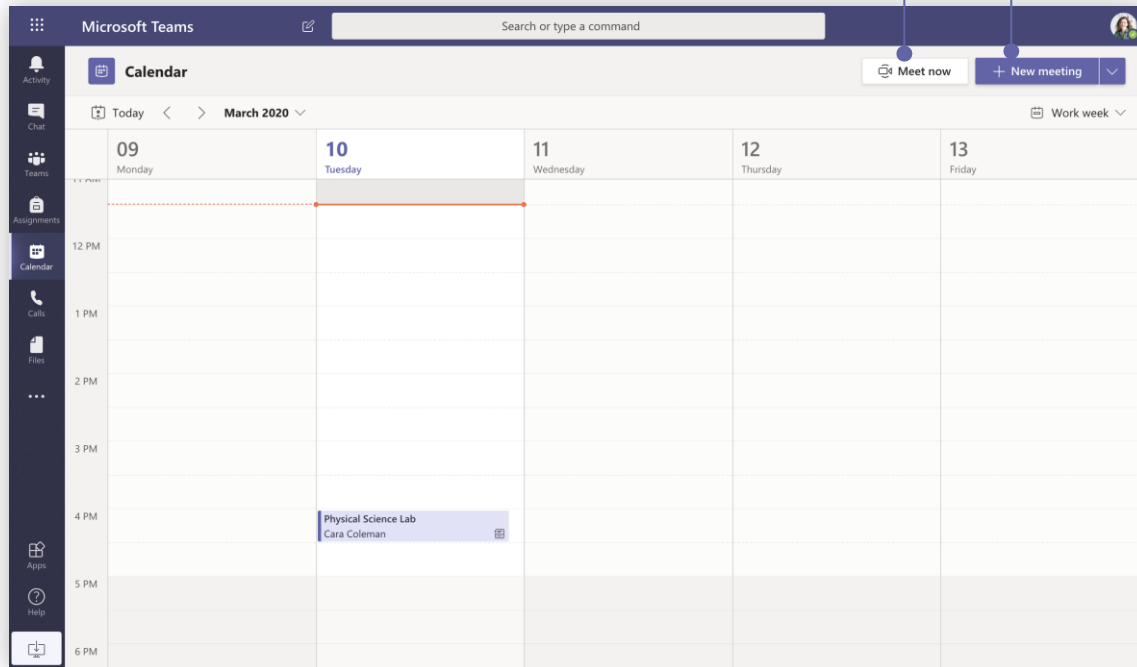 Microsoft Teams
Search or type a command
Activity
Chat
Teams
Assignments
Calendar
Calls
Files
Apps
Help
Calendar
Meet now
New meeting
Today
March 2020
Work week
09
Monday
10
Tuesday
11
Wednesday
12
Thursday
13
Friday
11 AM
12 PM
1 PM
2 PM
3 PM
4 PM
Physical Science Lab
Cara Coleman
5 PM
6 PM